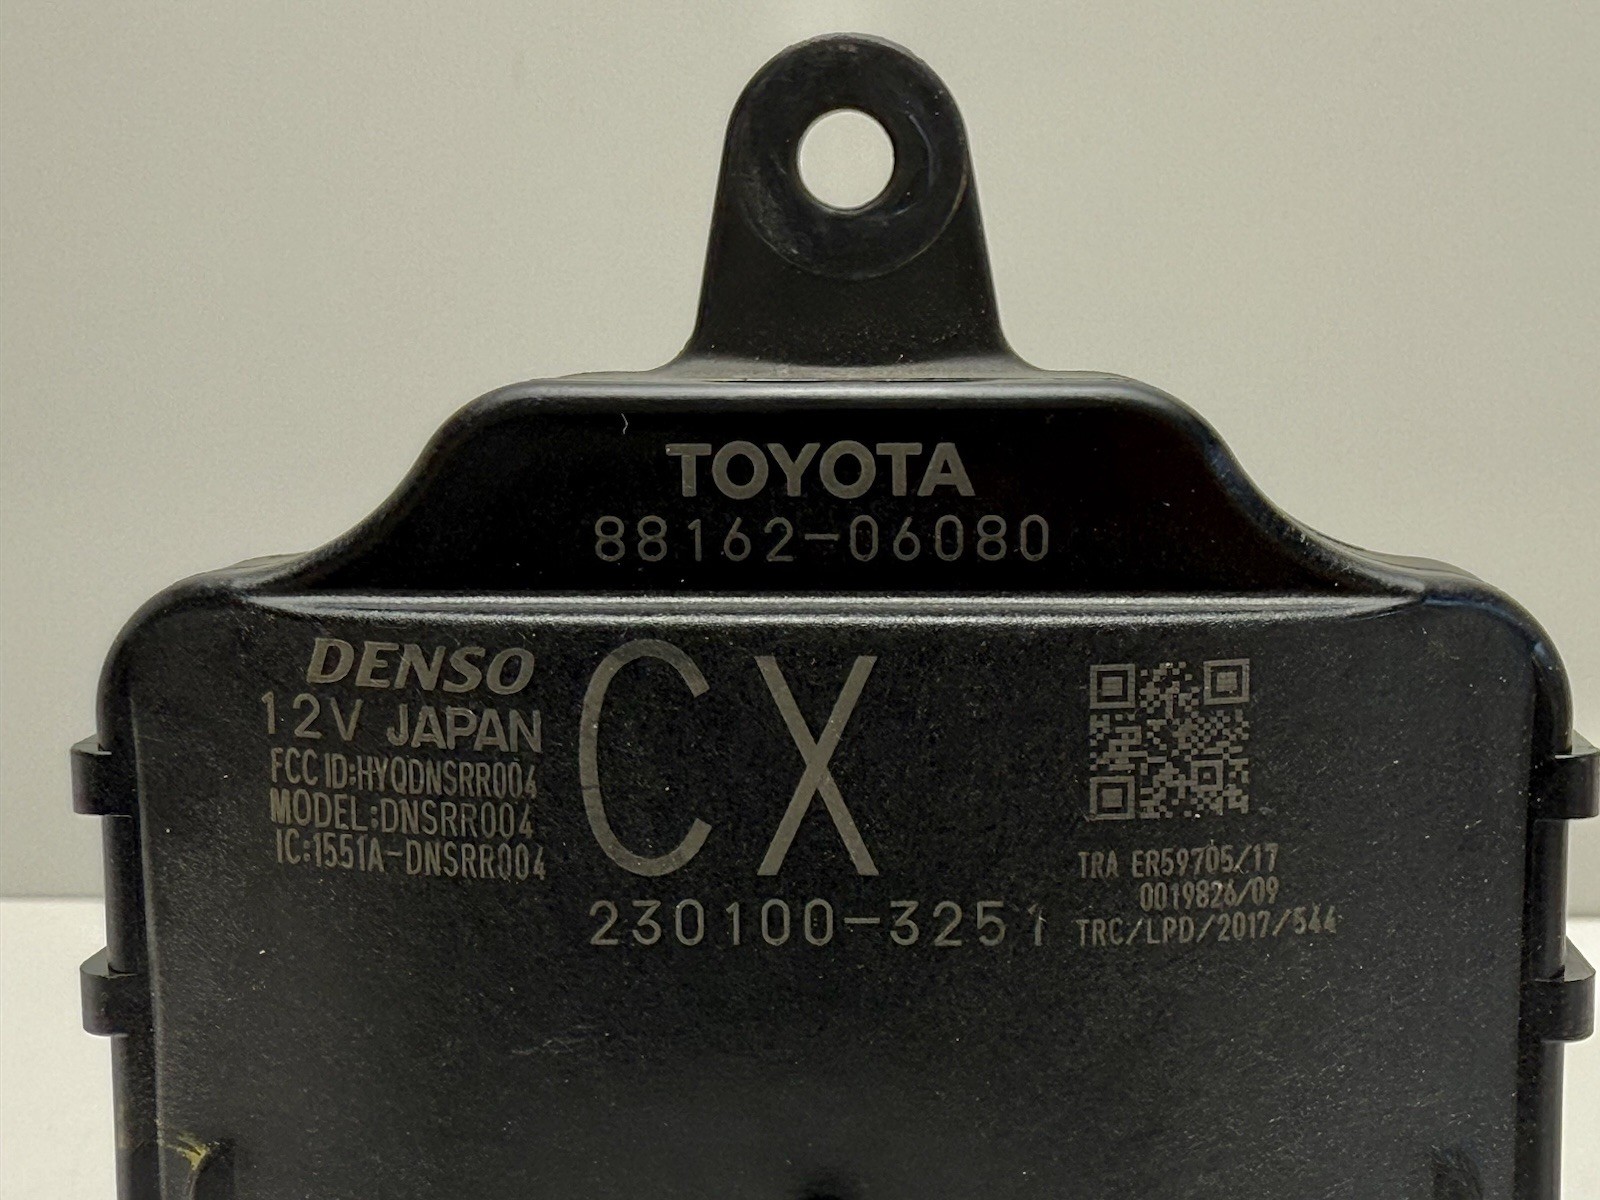 TOYOTA
88162-06080
DENSO
12V JAPAN
FCC ID:HYQDNSRR004
MODEL:DNSRR004
IC:1551A-DNSRR004
CX
230100-3251
TRA ER59705/17
0019826/09
TRC/LPD/2017/544